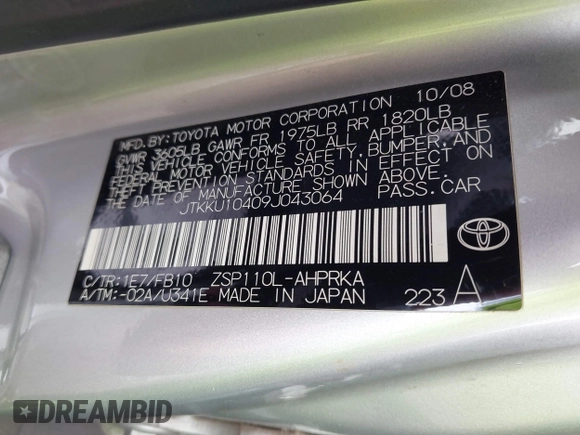 MFD.BY: TOYOTA MOTOR CORPORATION 10/08
GVWR 3605LB GAWR FR 1975LB RR 1820LB
THIS VEHICLE CONFORMS TO ALL APPLICABLE
FEDERAL MOTOR VEHICLE SAFETY, BUMPER, AND
THEFT PREVENTION STANDARDS IN EFFECT ON
THE DATE OF MANUFACTURE SHOWN ABOVE.
JTKKU10409J043064 PASS.CAR
C/TR: 1E7/FB10 ZSP110L-AHPRKA
A/TM: -02A/U341E MADE IN JAPAN 223 A
DREAMBID